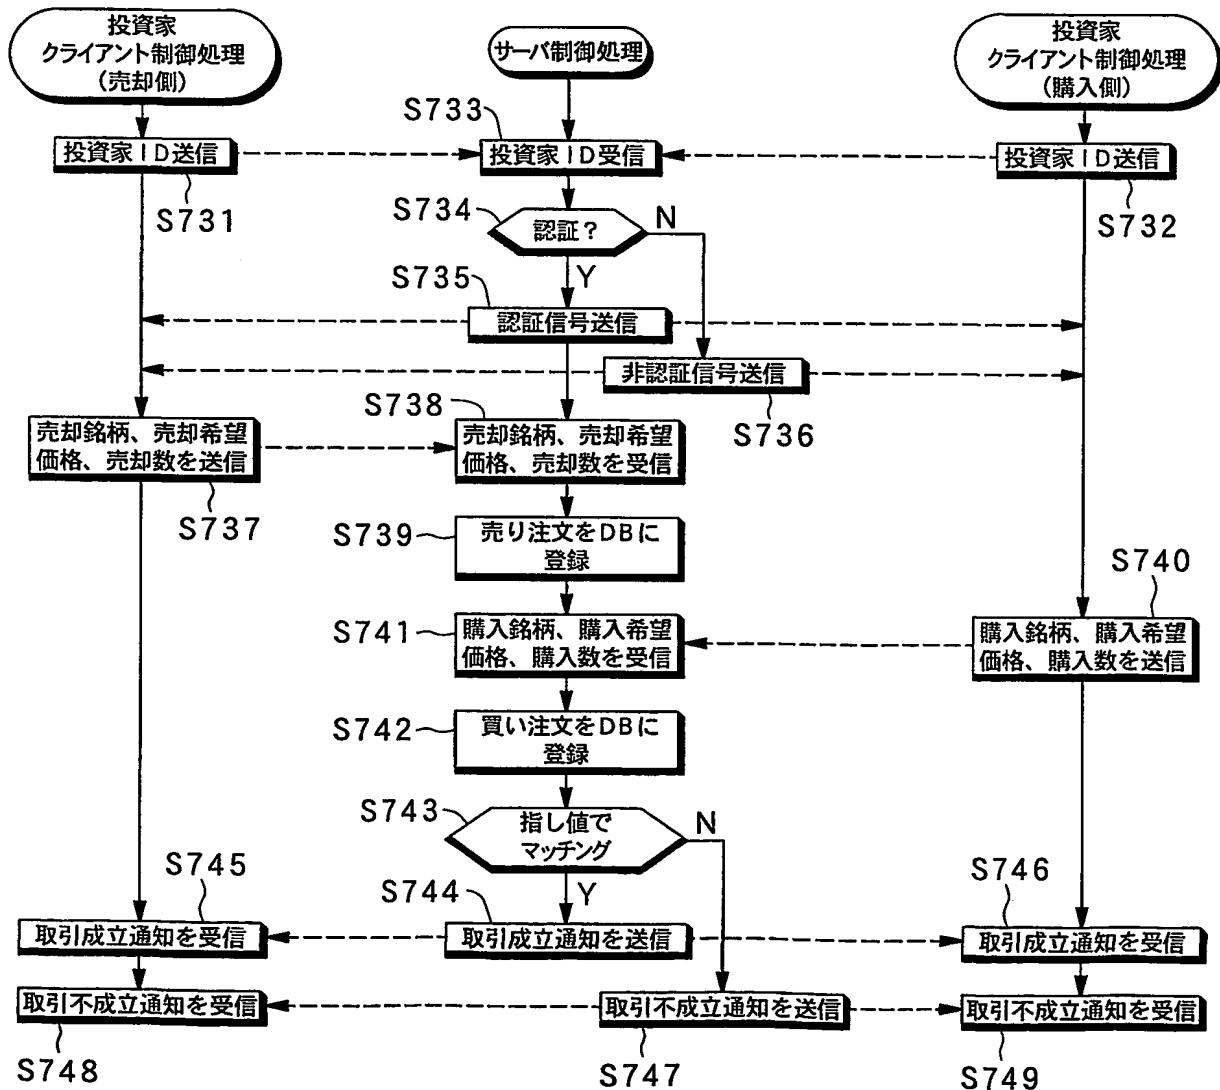 投資家
クライアント制御処理
(売却側)
サーバ制御処理
投資家
クライアント制御処理
(購入側)
S733
投資家ID送信
投資家ID受信
投資家ID送信
S731
S734
認証?
N
S732
S735
Y
認証信号送信
非認証信号送信
S738
S736
売却銘柄、売却希望
価格、売却数を送信
売却銘柄、売却希望
価格、売却数を受信
S737
S739
売り注文をDBに
登録
S740
S741
購入銘柄、購入希望
価格、購入数を受信
購入銘柄、購入希望
価格、購入数を送信
S742
買い注文をDBに
登録
S743
指し値で
マッチング
N
S745
S744
Y
S746
取引成立通知を受信
取引成立通知を送信
取引成立通知を受信
取引不成立通知を受信
取引不成立通知を送信
取引不成立通知を受信
S748
S747
S749